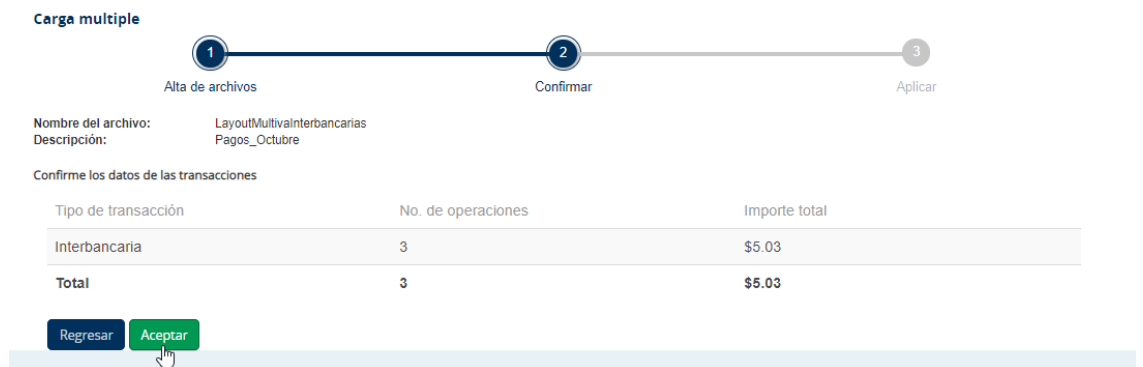 Carga multiple
1 2 3
Alta de archivos Confirmar Aplicar
Nombre del archivo: LayoutMultivaInterbancarias
Descripción: Pagos_Octubre
Confirme los datos de las transacciones
Tipo de transacción No. de operaciones Importe total
Interbancaria 3 $5.03
Total 3 $5.03
Regresar Aceptar